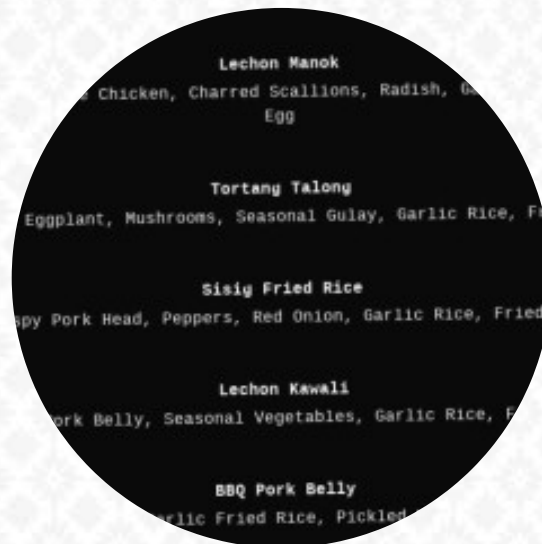 Lechon Manok
Chicken, Charred Scallions, Radish,
Egg
Tortang Talong
Eggplant, Mushrooms, Seasonal Gulay, Garlic Rice,
Sisig Fried Rice
Pork Head, Peppers, Red Onion, Garlic Rice, Fried
Lechon Kawali
Belly, Seasonal Vegetables, Garlic Rice,
BBQ Pork Belly
Fried Rice, Pickled